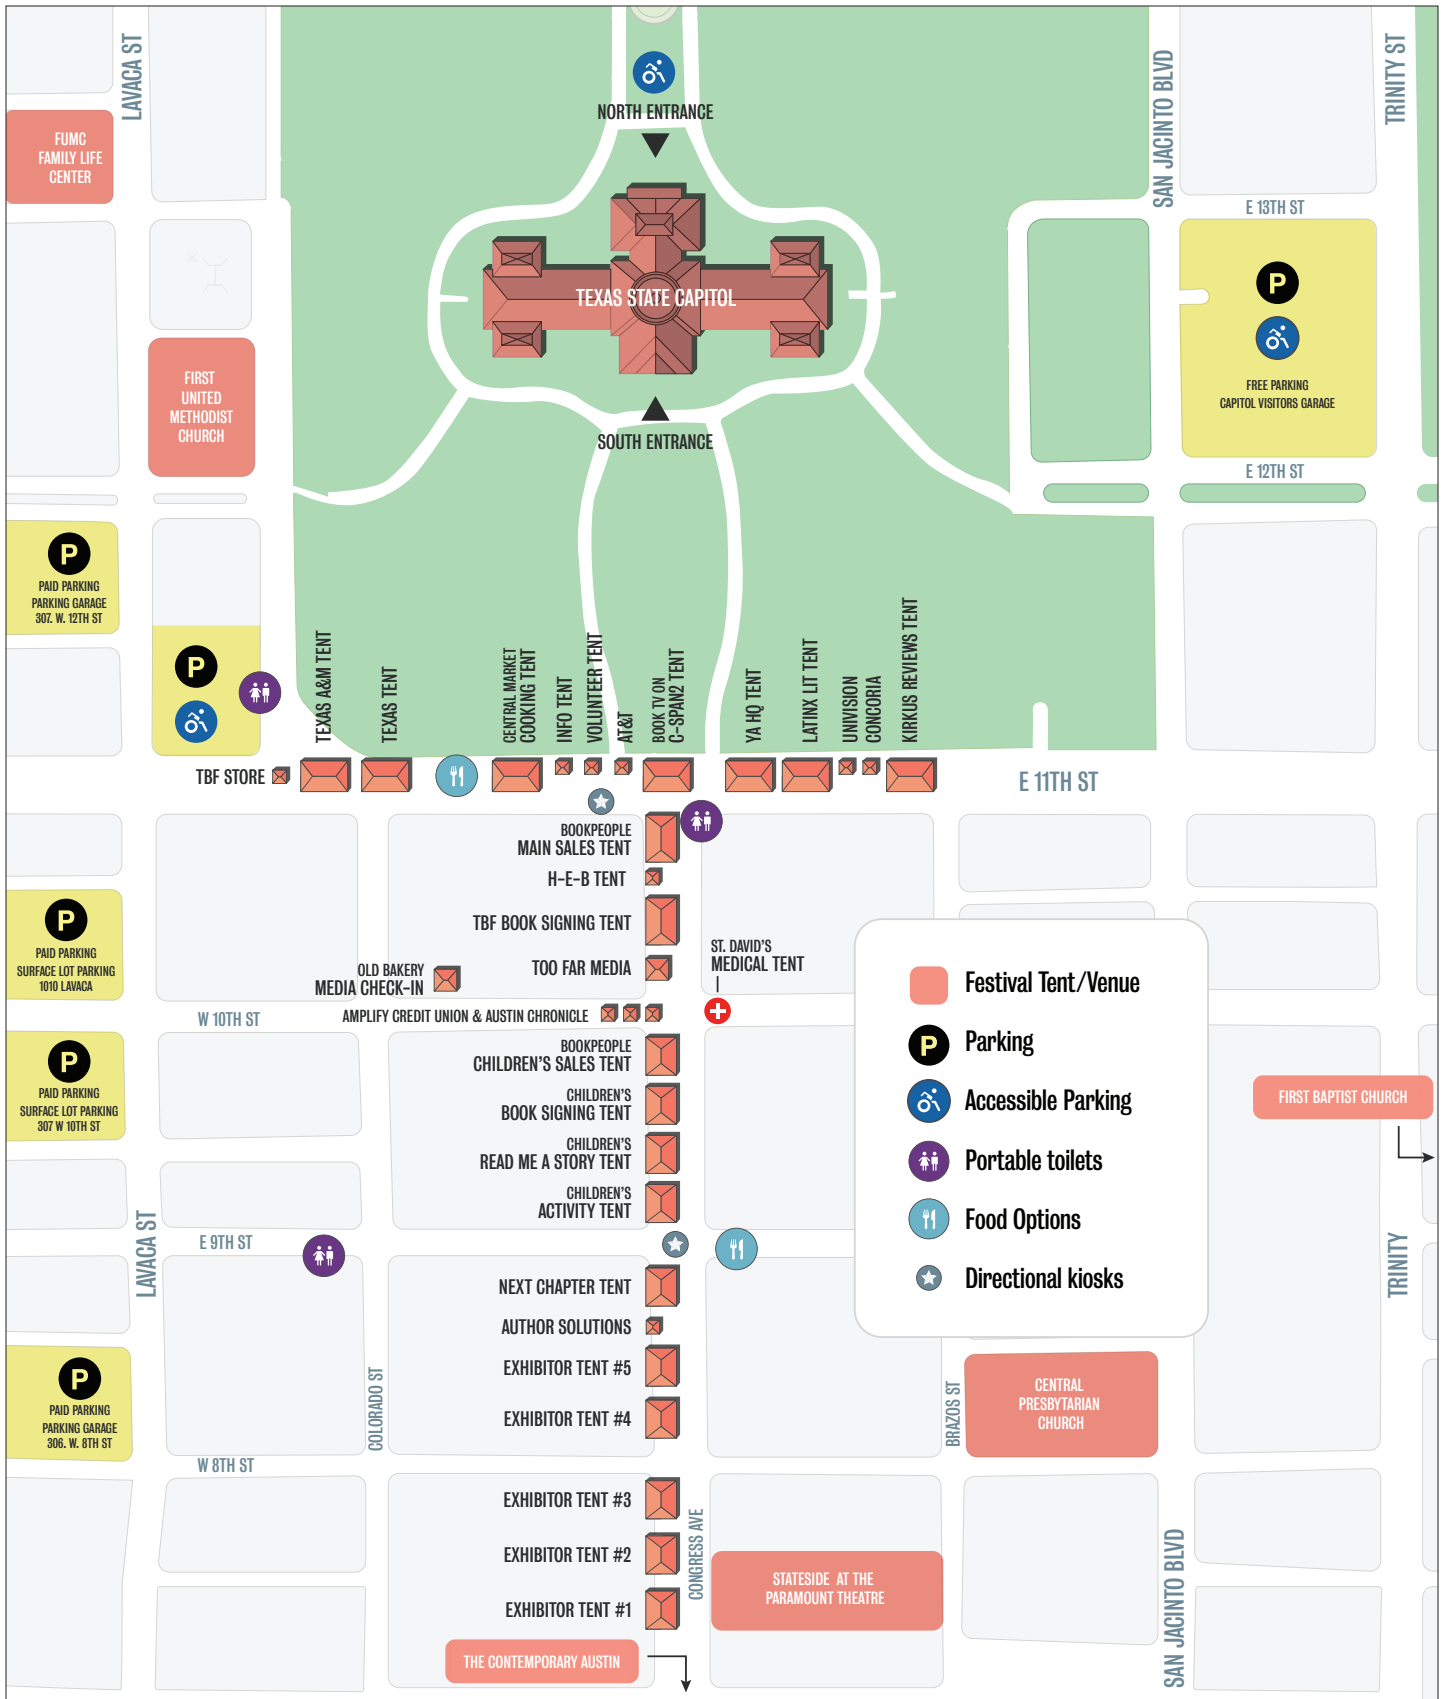 LAVACA ST
SAN JACINTO BLVD
TRINITY ST
NORTH ENTRANCE
FUMC
FAMILY LIFE
CENTER
E 13TH ST
TEXAS STATE CAPITOL
P
FREE PARKING
CAPITOL VISITORS GARAGE
FIRST
UNITED
METHODIST
CHURCH
SOUTH ENTRANCE
E 12TH ST
P
PAID PARKING
PARKING GARAGE
307. W. 12TH ST
P
TEXAS A&M TENT
TEXAS TENT
CENTRAL MARKET
COOKING TENT
INFO TENT
VOLUNTEER TENT
AT&T
BOOK TV ON
C-SPAN2 TENT
YA HQ TENT
LATINX LIT TENT
UNIVISION
CONCORIA
KIRKUS REVIEWS TENT
TBF STORE
E 11TH ST
BOOKPEOPLE
MAIN SALES TENT
H-E-B TENT
TBF BOOK SIGNING TENT
P
PAID PARKING
SURFACE LOT PARKING
1010 LAVACA
OLD BAKERY
MEDIA CHECK-IN
TOO FAR MEDIA
ST. DAVID'S
MEDICAL TENT
W 10TH ST
AMPLIFY CREDIT UNION & AUSTIN CHRONICLE
P
PAID PARKING
SURFACE LOT PARKING
307 W 10TH ST
BOOKPEOPLE
CHILDREN'S SALES TENT
CHILDREN'S
BOOK SIGNING TENT
CHILDREN'S
READ ME A STORY TENT
CHILDREN'S
ACTIVITY TENT
Festival Tent/Venue
P
Parking
Accessible Parking
Portable toilets
Food Options
Directional kiosks
FIRST BAPTIST CHURCH
LAVACA ST
E 9TH ST
TRINITY
NEXT CHAPTER TENT
AUTHOR SOLUTIONS
EXHIBITOR TENT #5
EXHIBITOR TENT #4
P
PAID PARKING
PARKING GARAGE
306. W. 8TH ST
COLORADO ST
BRAZOS ST
CENTRAL
PRESBYTARIAN
CHURCH
W 8TH ST
EXHIBITOR TENT #3
EXHIBITOR TENT #2
EXHIBITOR TENT #1
CONGRESS AVE
STATESIDE AT THE
PARAMOUNT THEATRE
SAN JACINTO BLVD
THE CONTEMPORARY AUSTIN